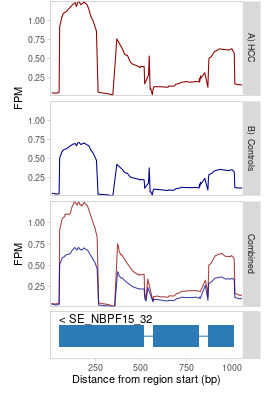 1.00
0.75
0.50
0.25
FPM
A) HCC
1.00
0.75
0.50
0.25
B) Controls
1.00
0.75
0.50
0.25
FPM
Combined
< SE_NBPF15_32
250
500
750
1000
Distance from region start (bp)